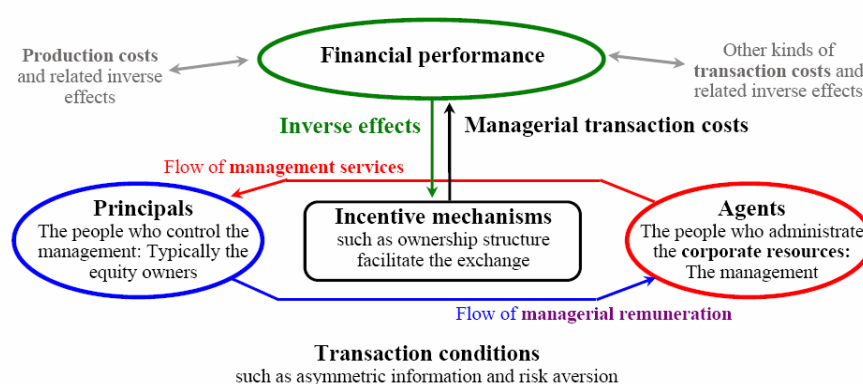 Financial performance
Production costs
and related inverse
effects
Other kinds of
transaction costs and
related inverse effects
Inverse effects
Managerial transaction costs
Flow of management services
Principals
The people who control the
management: Typically the
equity owners
Incentive mechanisms
such as ownership structure
facilitate the exchange
Agents
The people who administrate
the corporate resources:
The management
Flow of managerial remuneration
Transaction conditions
such as asymmetric information and risk aversion